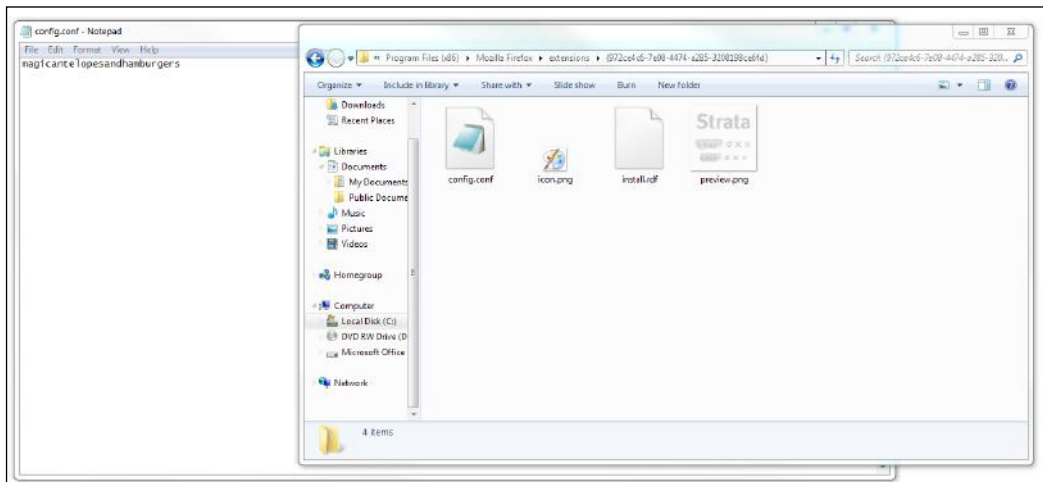 config.conf - Notepad
File Edit Format View Help
magicantelopesandhamburgers
Program Files (x86) Mozilla Firefox extensions
Search
Organize Include in library Share with Slide show Burn New folder
Downloads
Recent Places
Libraries
Documents
My Documents
Public Docume
Music
Pictures
Videos
Homegroup
Computer
Local Disk (C:)
DVD RW Drive (D
Microsoft Office
Network
Strata
config.conf
icon.png
install.rdf
preview.png
4 items